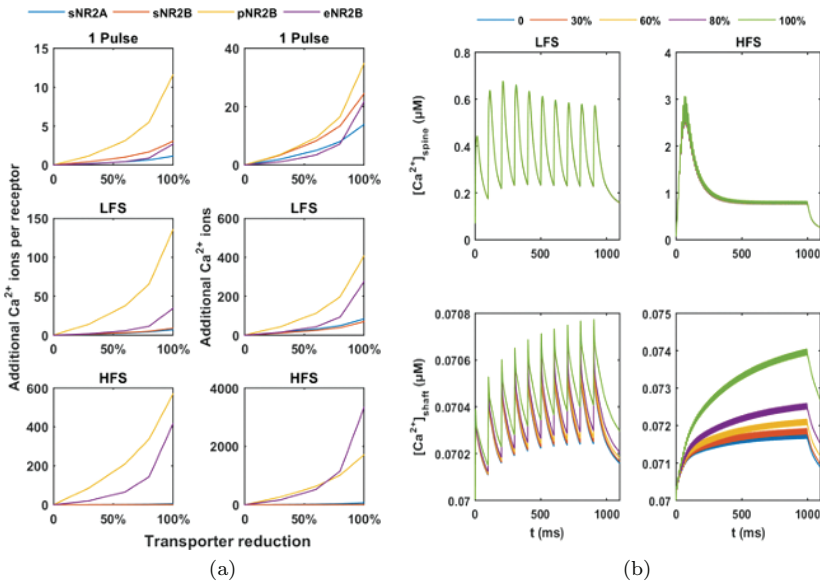 sNR2A sNR2B pNR2B eNR2B
1 Pulse 1 Pulse
15 10 5 0
40 20 0
0 50% 100% 0 50% 100%
LFS LFS
150 100 50 0
600 400 200 0
0 50% 100% 0 50% 100%
HFS HFS
600 400 200 0
4000 2000 0
0 50% 100% 0 50% 100%
Additional Ca²⁺ ions per receptor
Additional Ca²⁺ ions
Transporter reduction
(a)
0 30% 60% 80% 100%
LFS HFS
[Ca²⁺]spine (μM)
0.8 0.6 0.4 0.2 0
4 3 2 1 0
0 500 1000 0 500 1000
[Ca²⁺]shaft (μM)
0.0708 0.0706 0.0704 0.0702 0.07
0.074 0.073 0.072 0.071 0.07
0 500 1000 0 500 1000
t (ms) t (ms)
(b)